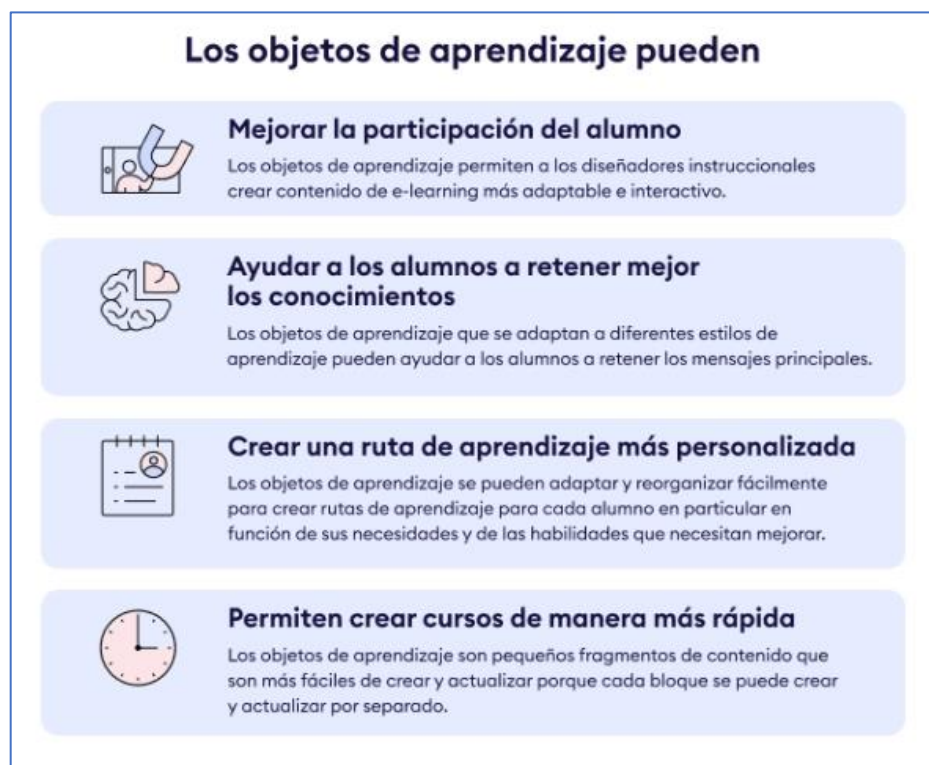 Los objetos de aprendizaje pueden
Mejorar la participación del alumno
Los objetos de aprendizaje permiten a los diseñadores instruccionales
crear contenido de e-learning más adaptable e interactivo.
Ayudar a los alumnos a retener mejor
los conocimientos
Los objetos de aprendizaje que se adaptan a diferentes estilos de
aprendizaje pueden ayudar a los alumnos a retener los mensajes principales.
Crear una ruta de aprendizaje más personalizada
Los objetos de aprendizaje se pueden adaptar y reorganizar fácilmente
para crear rutas de aprendizaje para cada alumno en particular en
función de sus necesidades y de las habilidades que necesitan mejorar.
Permiten crear cursos de manera más rápida
Los objetos de aprendizaje son pequeños fragmentos de contenido que
son más fáciles de crear y actualizar porque cada bloque se puede crear
y actualizar por separado.